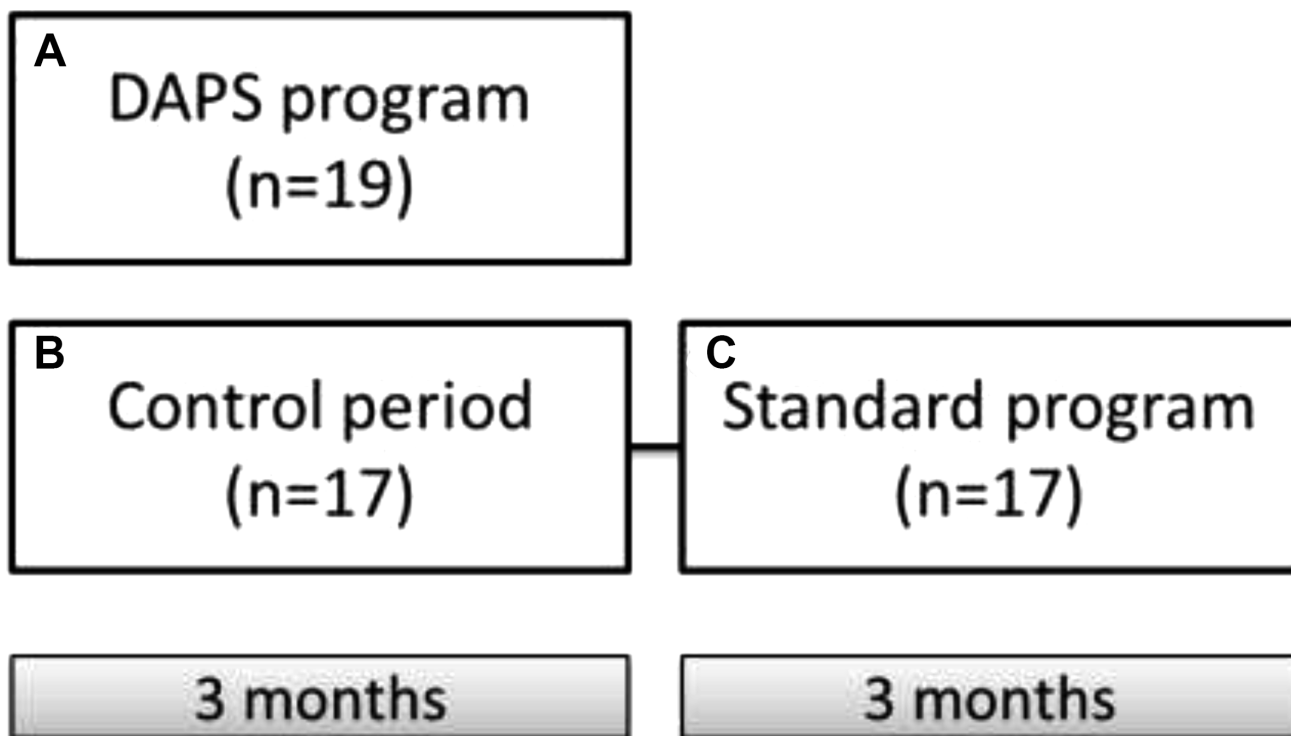 A
DAPS program
(n=19)
B
Control period
(n=17)
C
Standard program
(n=17)
3 months
3 months